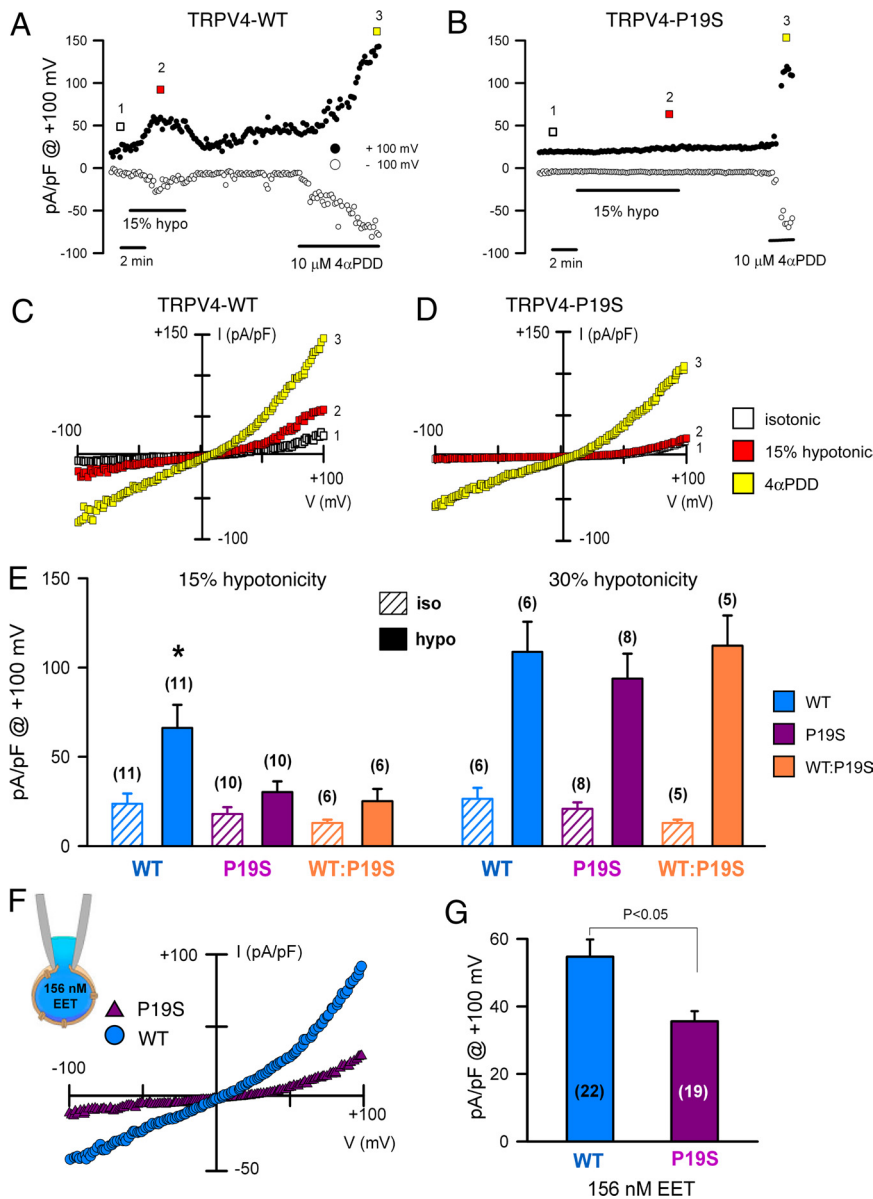 A
TRPV4-WT
3
150
100
50
0
-50
-100
pA/pF @ +100 mV
1
2
+ 100 mV
- 100 mV
15% hypo
2 min
10 µM 4αPDD
B
TRPV4-P19S
3
150
100
50
0
-50
-100
1
2
15% hypo
2 min
10 µM 4αPDD
C
TRPV4-WT
+150
I (pA/pF)
3
2
1
-100
+100
V (mV)
-100
D
TRPV4-P19S
+150
I (pA/pF)
3
2
1
-100
+100
V (mV)
-100
isotonic
15% hypotonic
4αPDD
E
15% hypotonicity
30% hypotonicity
150
100
50
0
pA/pF @ +100 mV
iso
hypo
*
(11)
(11)
(10)
(10)
(6)
(6)
(6)
(6)
(8)
(8)
(5)
(5)
WT
P19S
WT:P19S
WT
P19S
WT:P19S
WT
P19S
WT:P19S
F
156 nM
EET
P19S
WT
+100
I (pA/pF)
-100
+100
V (mV)
-50
G
P<0.05
60
40
20
0
pA/pF @ +100 mV
(22)
(19)
WT
P19S
156 nM EET